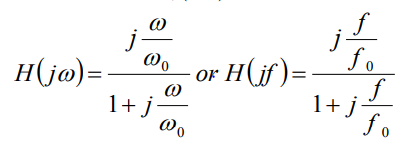 H(jω)= j ω/ω₀ / 1+j ω/ω₀ or H(jf)= j f/f₀ / 1+j f/f₀